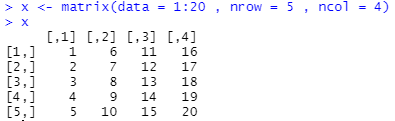 > x <- matrix(data = 1:20 , nrow = 5 , ncol = 4)
> x
     [,1] [,2] [,3] [,4]
[1,]    1    6   11   16
[2,]    2    7   12   17
[3,]    3    8   13   18
[4,]    4    9   14   19
[5,]    5   10   15   20